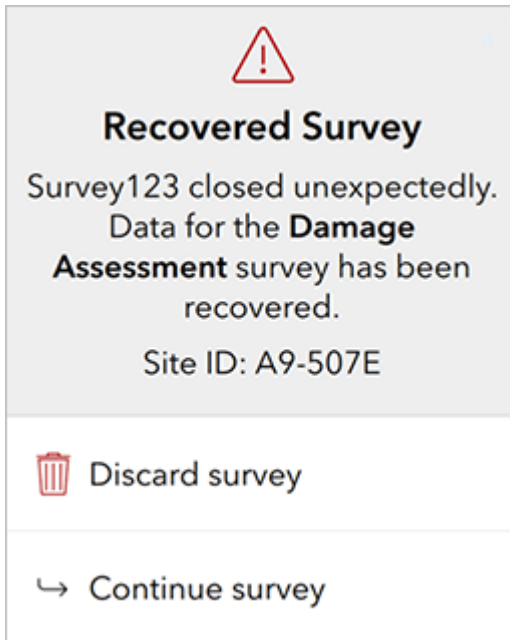 Recovered Survey
Survey123 closed unexpectedly.
Data for the Damage
Assessment survey has been
recovered.
Site ID: A9-507E
Discard survey
Continue survey